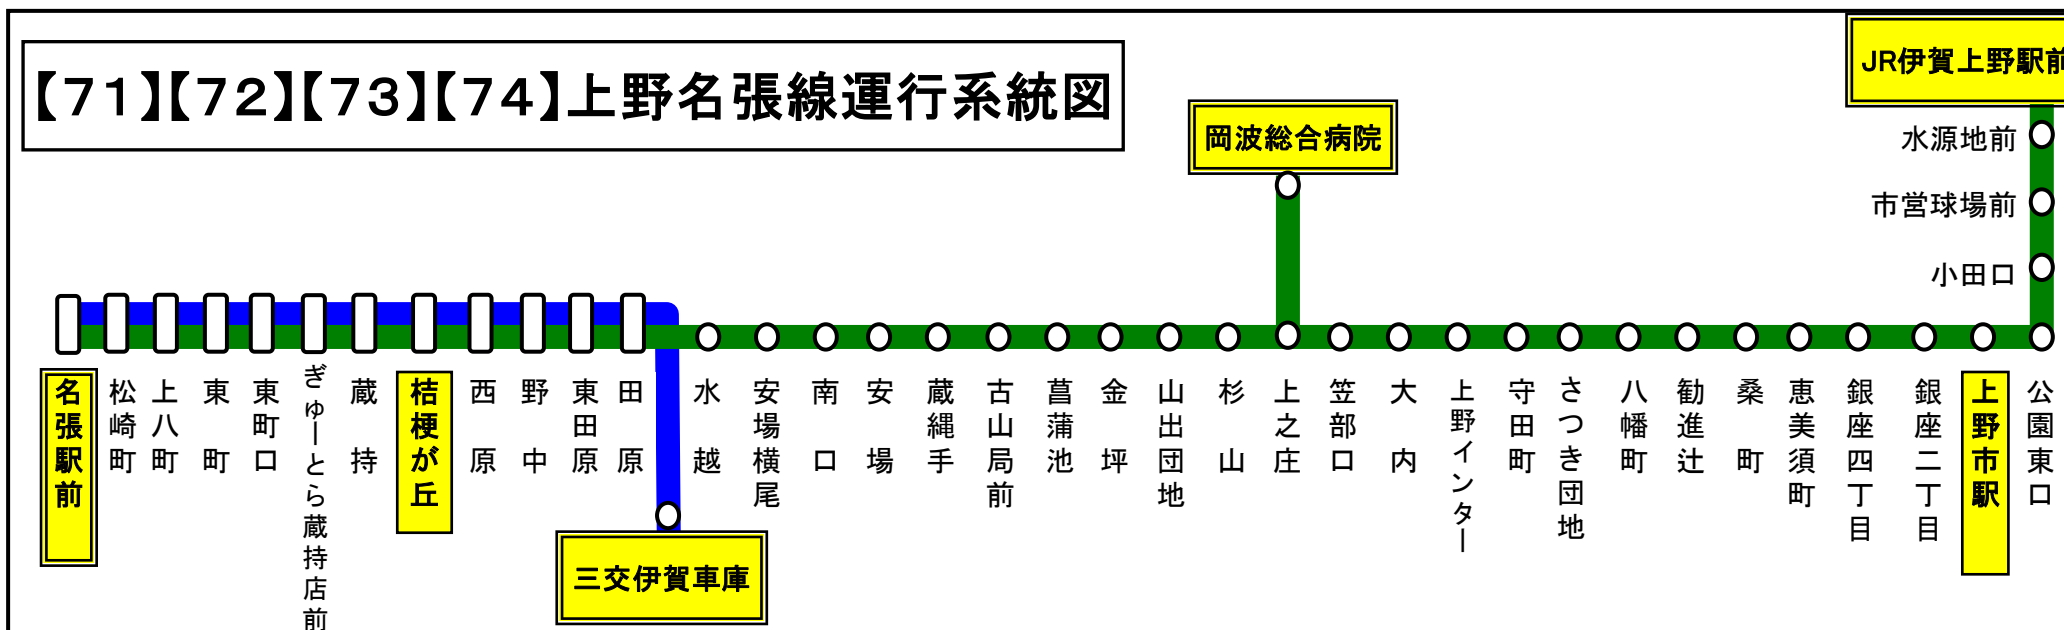 【71】【72】【73】【74】上野名張線運行系統図
JR伊賀上野駅前
岡波総合病院
水源地前
市営球場前
小田口
名張駅前
松崎町
上八町
東町
東町口
ぎゅーとら蔵持店前
蔵持
桔梗が丘
西原
野中
東田原
田原
水越
安場横尾
南口
安場
蔵縄手
古山局前
菖蒲池
金坪
山出団地
杉山
上之庄
笠部口
大内
上野インター
守田町
さつき団地
八幡町
勧進辻
桑町
恵美須町
銀座四丁目
銀座二丁目
上野市駅
公園東口
三交伊賀車庫